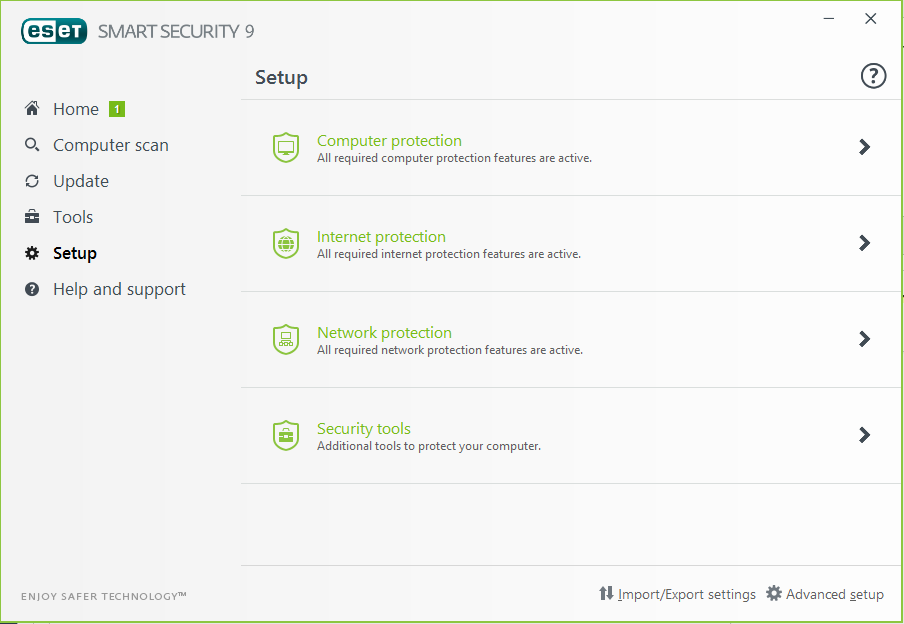 eseT SMART SECURITY 9
Setup
?
Home 1
Computer scan
Update
Tools
Setup
? Help and support
Computer protection
All required computer protection features are active.
Internet protection
All required internet protection features are active.
Network protection
All required network protection features are active.
Security tools
Additional tools to protect your computer.
ENJOY SAFER TECHNOLOGY™
Import/Export settings Advanced setup